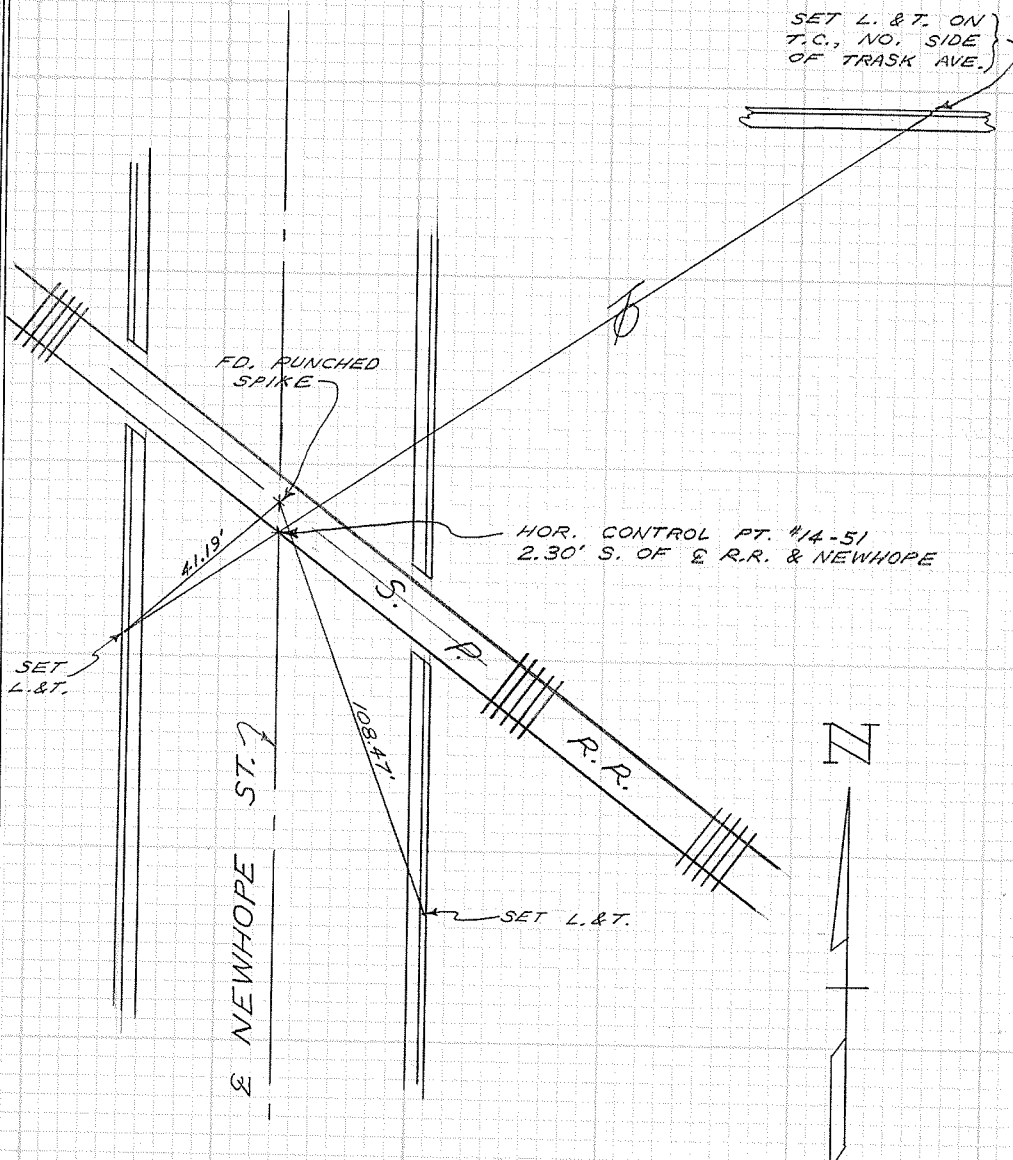 SET L. & T. ON
T.C., NO. SIDE
OF TRASK AVE.
FD. PUNCHED
SPIKE
41.19'
HOR. CONTROL PT. #14-51
2.30' S. OF ℄ R.R. & NEWHOPE
S. P. R.R.
SET
L.&T.
108.47'
℄ NEWHOPE ST.
SET L.&T.
N